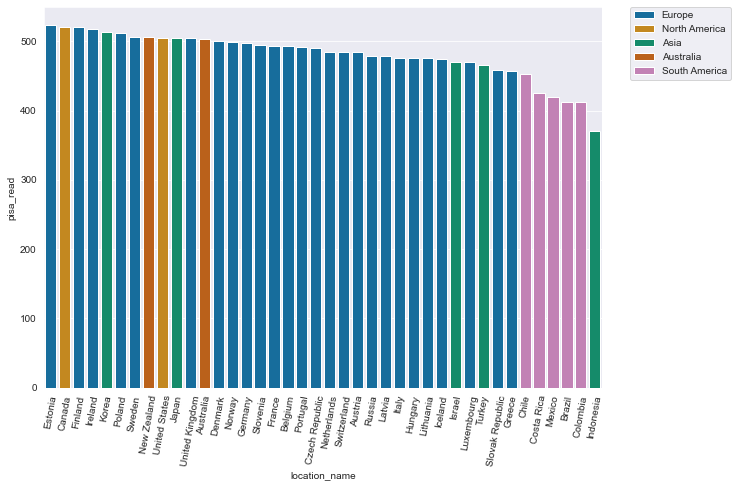 Europe
North America
Asia
Australia
South America
500
400
300
200
100
0
pisa_read
Estonia
Canada
Finland
Ireland
Korea
Poland
Sweden
New Zealand
United States
Japan
United Kingdom
Australia
Denmark
Norway
Germany
Slovenia
France
Belgium
Portugal
Czech Republic
Netherlands
Switzerland
Austria
Russia
Latvia
Italy
Hungary
Lithuania
Iceland
Israel
Luxembourg
Turkey
Slovak Republic
Greece
Chile
Costa Rica
Mexico
Brazil
Colombia
Indonesia
location_name